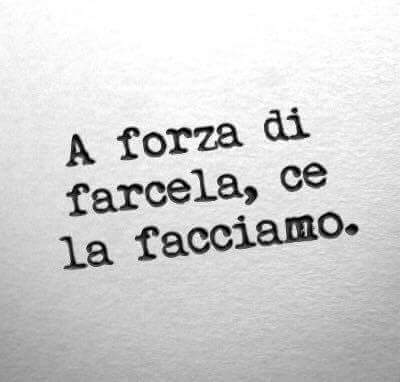 A forza di
farcela, ce
la facciamo.